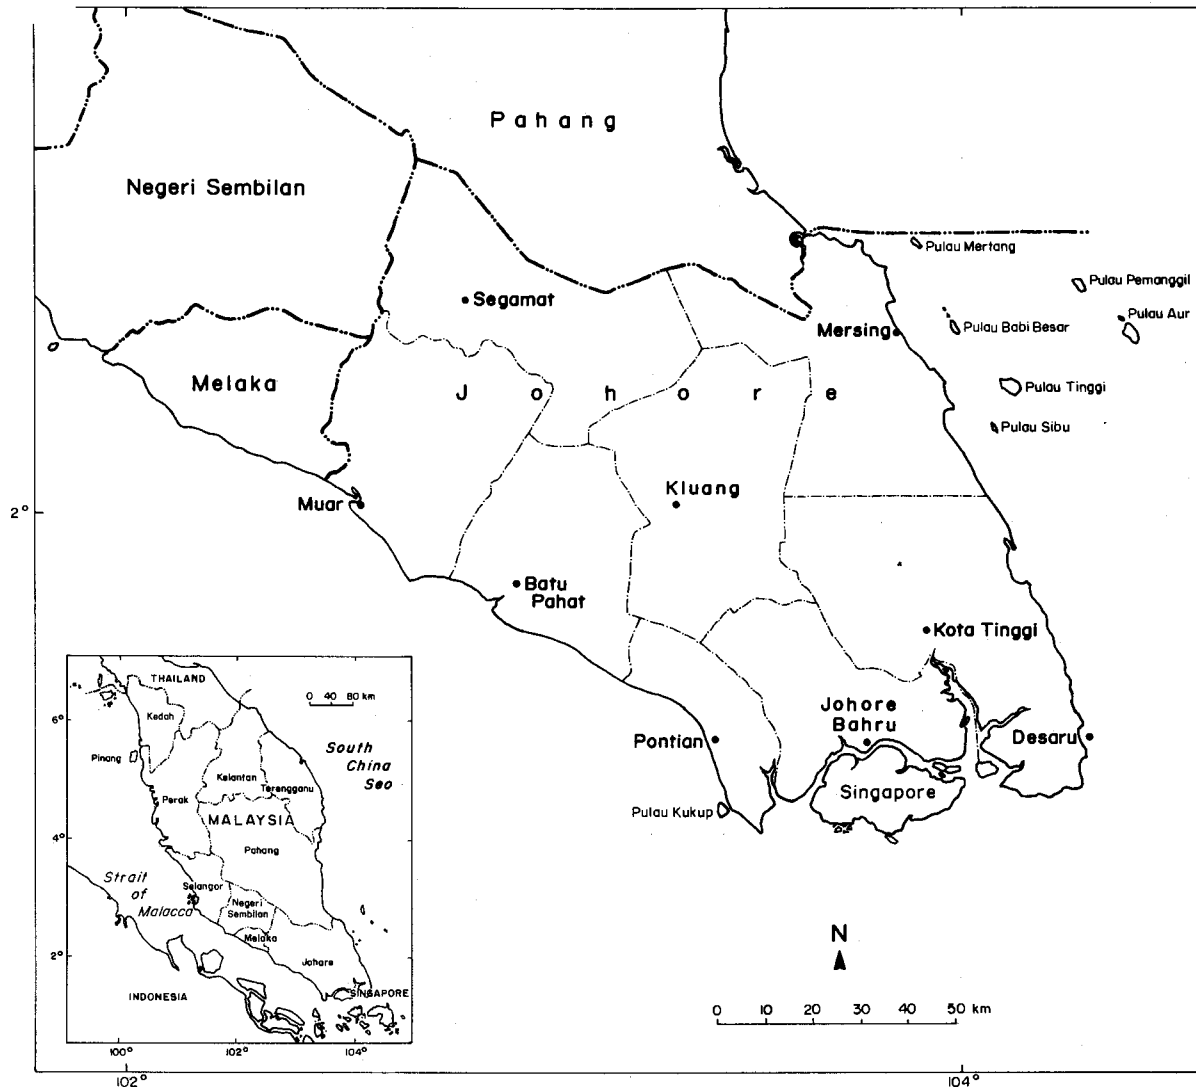 Pahang
Negeri Sembilan
Pulau Mertang
Pulau Pemanggil
Segamat
Pulau Aur
Mersing
Pulau Babi Besar
Melaka
Johore
Pulau Tinggi
Pulau Sibu
Kluang
Muar
2°
Batu
Pahat
Kota Tinggi
Johore
Bahru
Pontian
Desaru
Singapore
Pulau Kukup
THAILAND
0 40 80 km
Kedah
6°
Pinang
South
China
Sea
Kelantan
Terengganu
Perak
MALAYSIA
4°
Pahang
Strait
of
Malacca
Selangor
Negeri
Sembilan
Melaka
Johore
2°
INDONESIA
SINGAPORE
100°
102°
104°
N
0 10 20 30 40 50 km
102°
104°